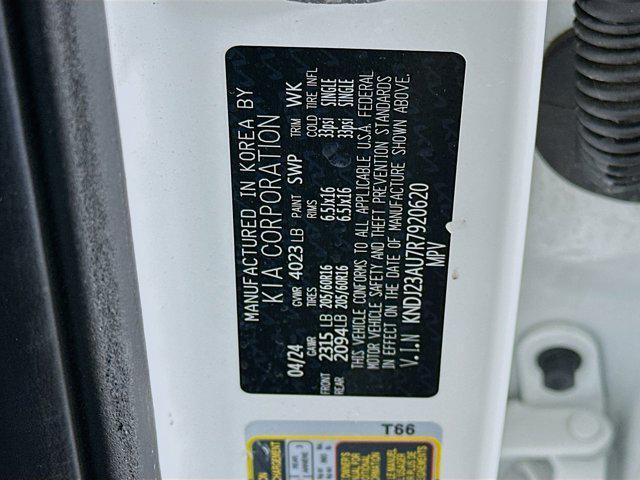 MANUFACTURED IN KOREA BY
KIA CORPORATION
04/24 GVWR 4023 LB PAINT SWP TRIM WK
GAWR TIRES RIMS COLD TIRE INFL
FRONT 2315 LB 205/60R16 6.5Jx16 33psi SINGLE
REAR 2094LB 205/60R16 6.5Jx16 33psi SINGLE
THIS VEHICLE CONFORMS TO ALL APPLICABLE U.S.A. FEDERAL
MOTOR VEHICLE SAFETY AND THEFT PREVENTION STANDARDS
IN EFFECT ON THE DATE OF MANUFACTURE SHOWN ABOVE.
V.I.N KNDJ23AU7R7920620
MPV
T66